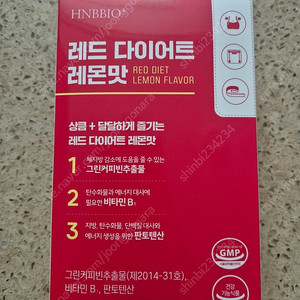 HNBBIO
레드 다이어트
레몬맛
RED DIET
LEMON FLAVOR
상큼 + 달달하게 즐기는
레드 다이어트 레몬맛
1
체지방 감소에 도움을 줄 수 있는
그린커피빈추출물
2
탄수화물과 에너지 대사에
필요한 비타민 B₁
3
지방, 탄수화물, 단백질 대사와
에너지 생성을 위한 판토텐산
그린커피빈추출물(제2014-31호),
비타민 B₁, 판토텐산
GMP
건강
기능식품
shinb234234